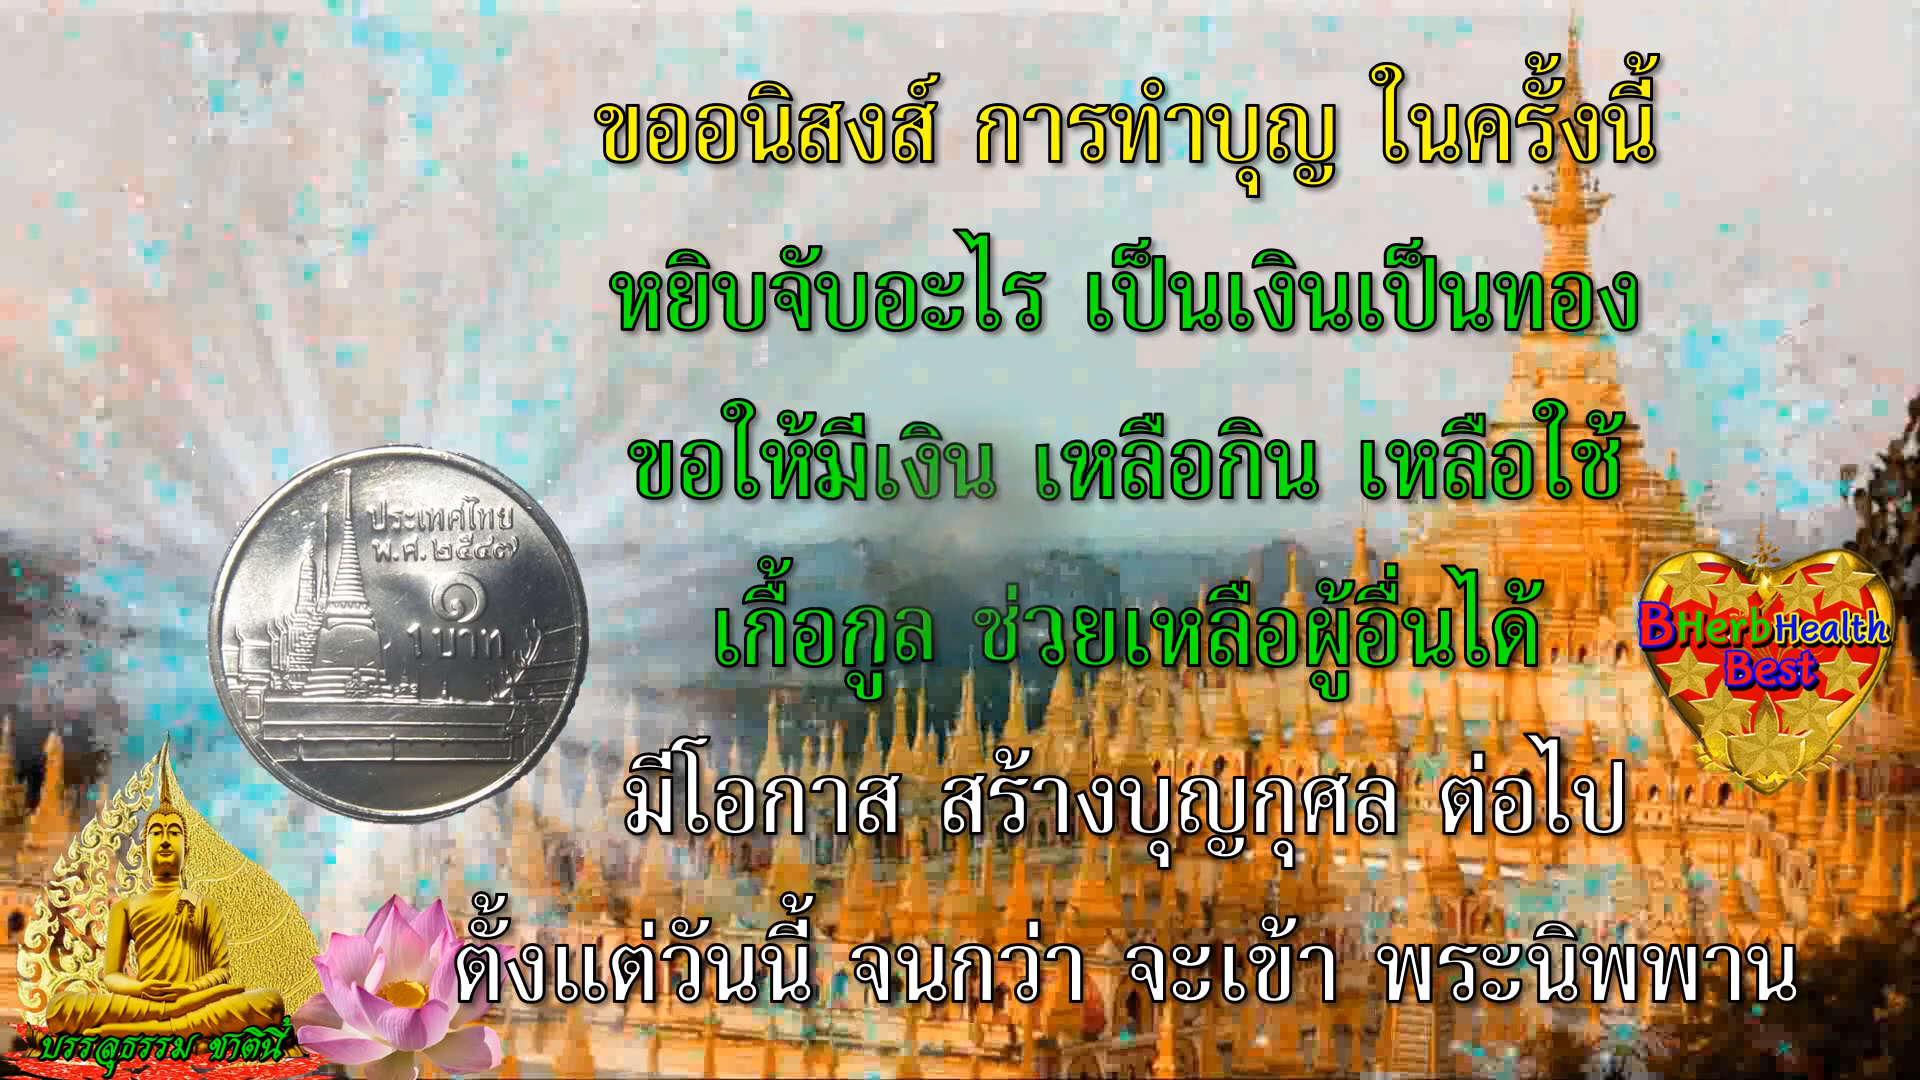 ขออนิสงส์ การทำบุญ ในครั้งนี้
หยิบจับอะไร เป็นเงินเป็นทอง
ขอให้มีเงิน เหลือกิน เหลือใช้
เกื้อกูล ช่วยเหลือผู้อื่นได้
มีโอกาส สร้างบุญกุศล ต่อไป
ตั้งแต่วันนี้ จนกว่า จะเข้า พระนิพพาน
ประเทศไทย
พ.ศ.๒๕๔๗
๑
1 บาท
BHerbHealth
Best
บรรลุธรรม ชาตินี้